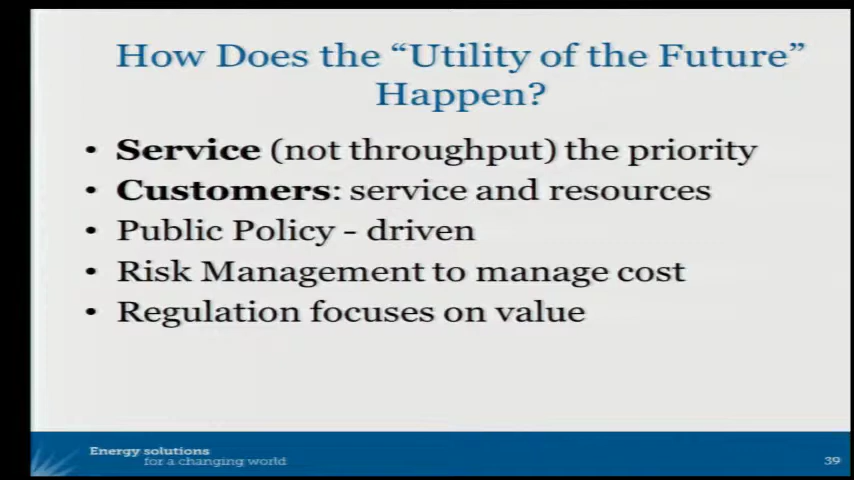 How Does the “Utility of the Future”
Happen?
• Service (not throughput) the priority
• Customers: service and resources
• Public Policy - driven
• Risk Management to manage cost
• Regulation focuses on value
Energy solutions
for a changing world
39